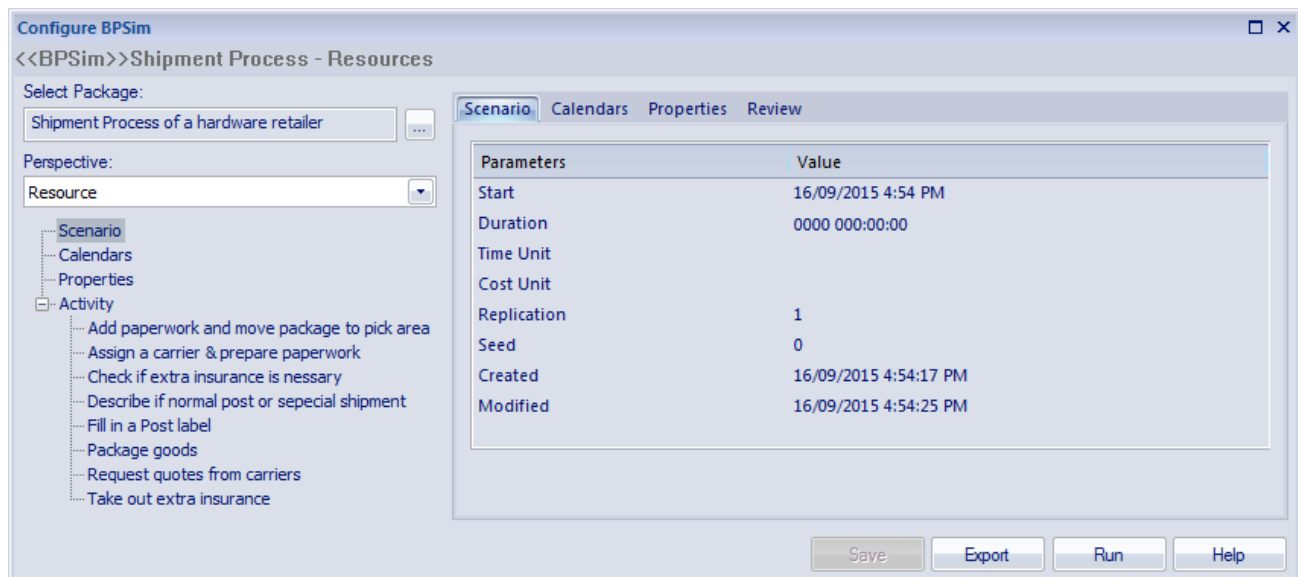 Configure BPSim
<<BPSim>>Shipment Process - Resources
Select Package:
Shipment Process of a hardware retailer
...
Perspective:
Resource
Scenario
Calendars
Properties
Activity
Add paperwork and move package to pick area
Assign a carrier & prepare paperwork
Check if extra insurance is nessary
Describe if normal post or sepecial shipment
Fill in a Post label
Package goods
Request quotes from carriers
Take out extra insurance
Scenario Calendars Properties Review
Parameters Value
Start 16/09/2015 4:54 PM
Duration 0000 000:00:00
Time Unit
Cost Unit
Replication 1
Seed 0
Created 16/09/2015 4:54:17 PM
Modified 16/09/2015 4:54:25 PM
Save Export Run Help